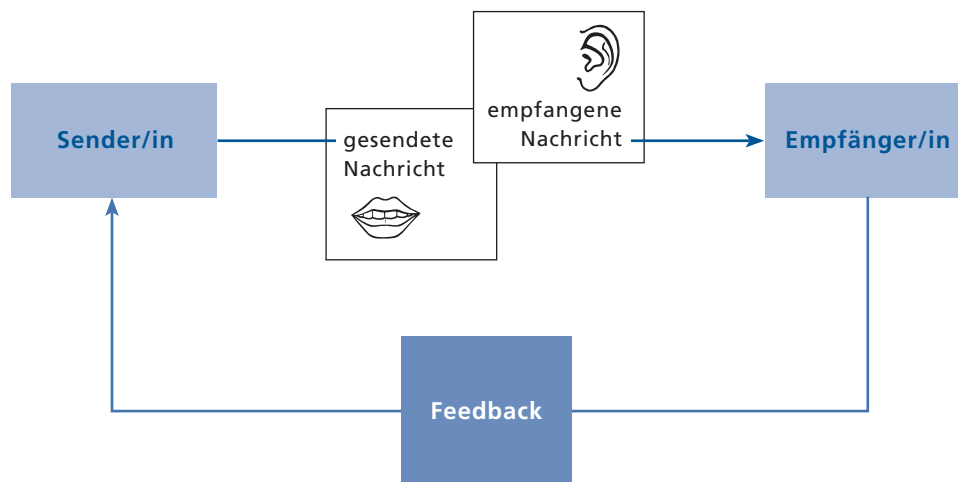 Sender/in
gesendete
Nachricht
empfangene
Nachricht
Empfänger/in
Feedback